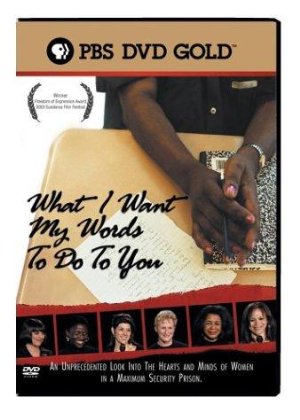 PBS DVD GOLD™
Winner
Freedom of Expression Award
2003 Sundance Film Festival
What I Want
My Words
To Do To You
AN UNPRECEDENTED LOOK INTO THE HEARTS AND MINDS OF WOMEN
IN A MAXIMUM SECURITY PRISON.
DVD